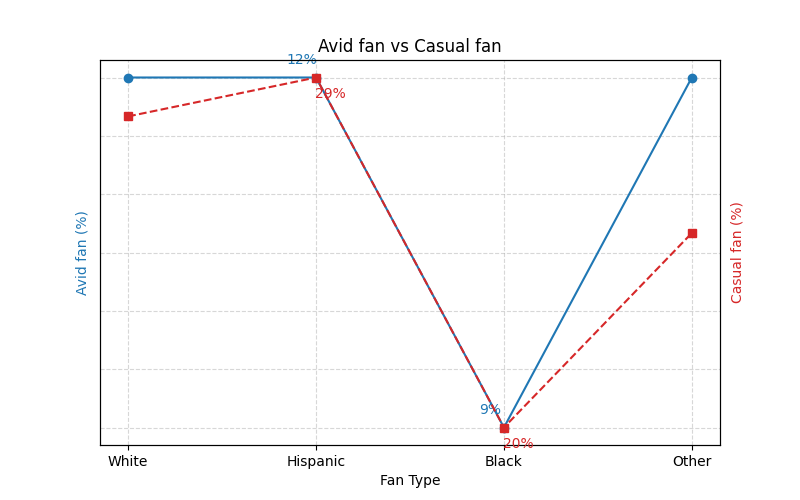 Avid fan vs Casual fan
12%
29%
Avid fan (%)
Casual fan (%)
9%
20%
White Hispanic Black Other
Fan Type